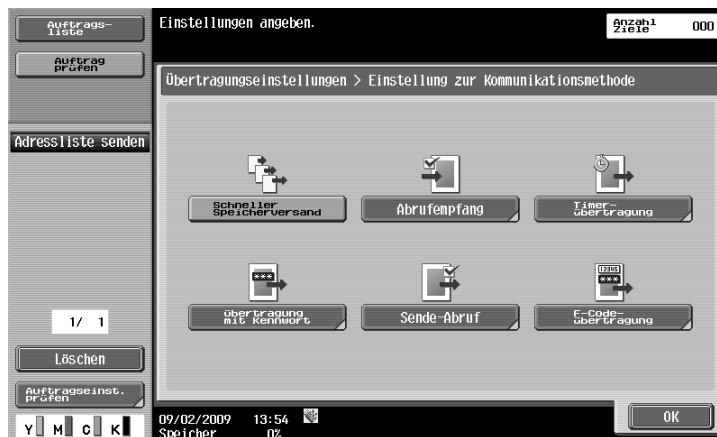 Auftrags-
liste
Auftrag
prüfen
Adressliste senden
1/ 1
Löschen
Auftragseinst.
prüfen
Y M C K
Einstellungen angeben.
Anzahl
Ziele
000
Übertragungseinstellungen > Einstellung zur Kommunikationsmethode
Schneller
Speicherversand
Abrufempfang
Timer-
übertragung
übertragung
mit Kennwort
Sende-Abruf
12345
F-Code-
übertragung
09/02/2009 13:54
Speicher 0%
OK